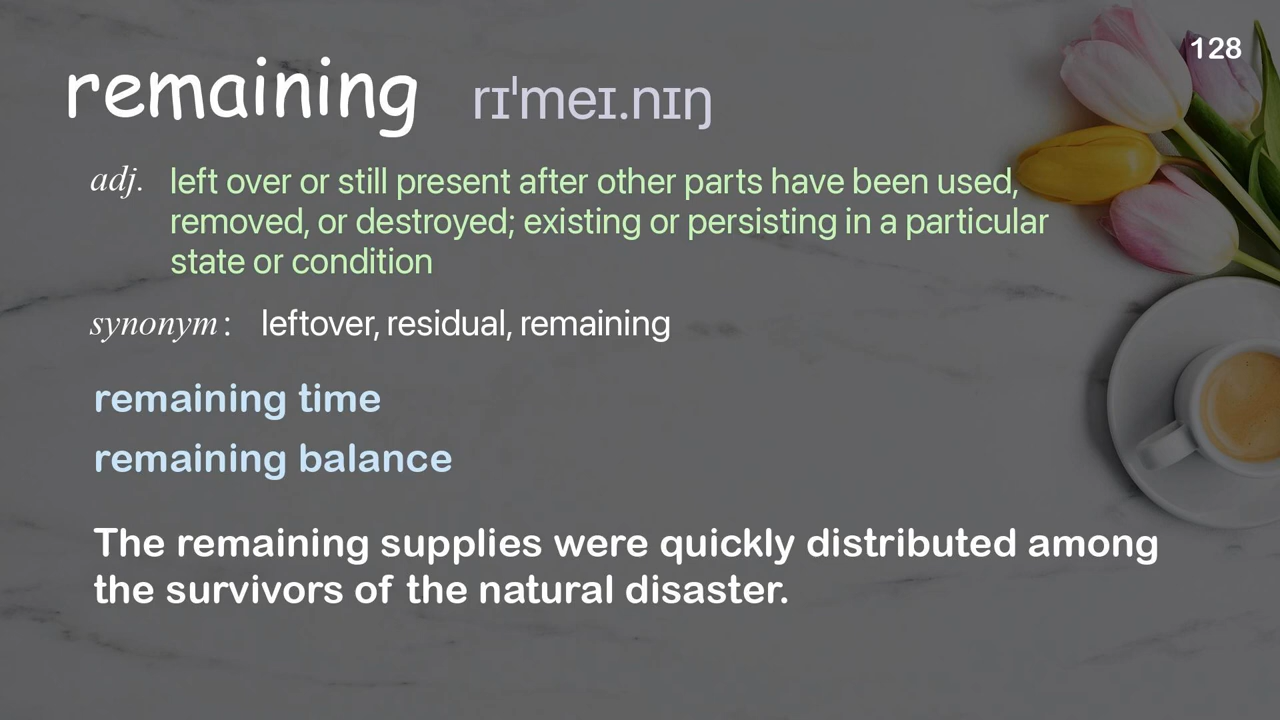 128
remaining rɪˈmeɪ.nɪŋ
adj. left over or still present after other parts have been used,
removed, or destroyed; existing or persisting in a particular
state or condition
synonym: leftover, residual, remaining
remaining time
remaining balance
The remaining supplies were quickly distributed among
the survivors of the natural disaster.